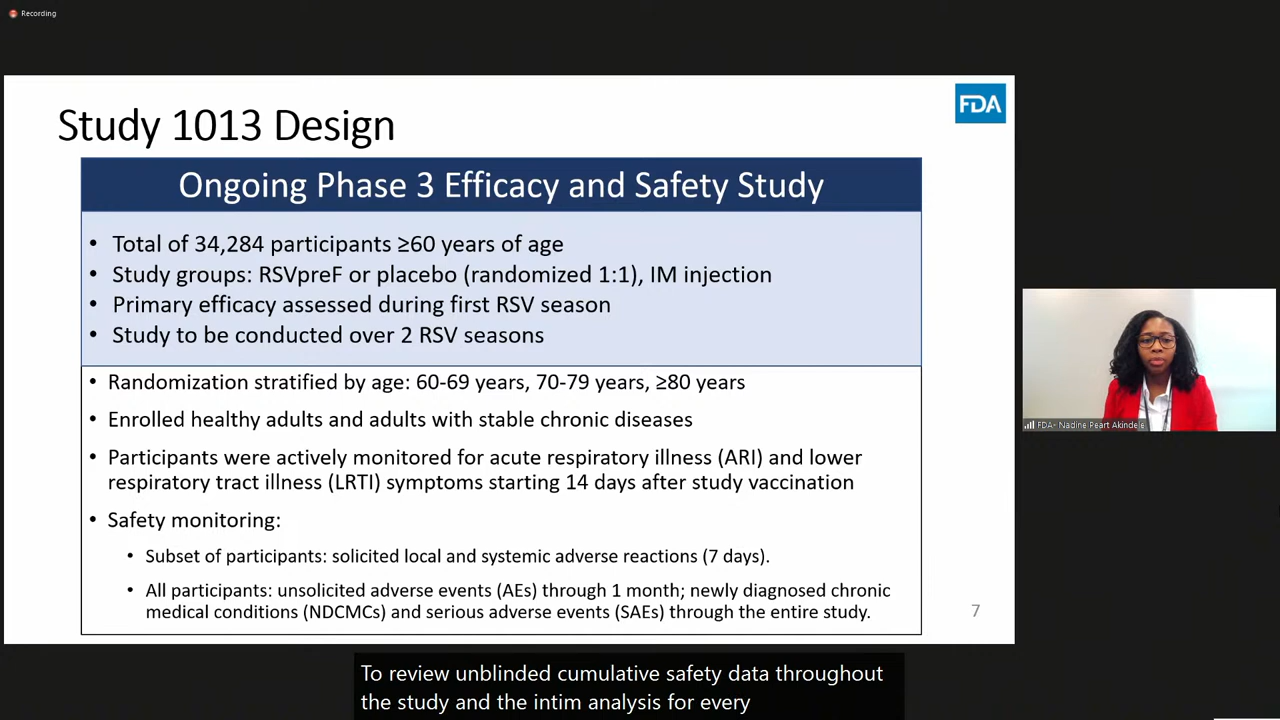 Recording
FDA
Study 1013 Design
Ongoing Phase 3 Efficacy and Safety Study
• Total of 34,284 participants ≥60 years of age
• Study groups: RSVpreF or placebo (randomized 1:1), IM injection
• Primary efficacy assessed during first RSV season
• Study to be conducted over 2 RSV seasons
• Randomization stratified by age: 60-69 years, 70-79 years, ≥80 years
• Enrolled healthy adults and adults with stable chronic diseases
• Participants were actively monitored for acute respiratory illness (ARI) and lower
respiratory tract illness (LRTI) symptoms starting 14 days after study vaccination
• Safety monitoring:
• Subset of participants: solicited local and systemic adverse reactions (7 days).
• All participants: unsolicited adverse events (AEs) through 1 month; newly diagnosed chronic
medical conditions (NDCMCs) and serious adverse events (SAEs) through the entire study.
7
FDA- Nadine Peart Akindele
To review unblinded cumulative safety data throughout
the study and the intim analysis for every